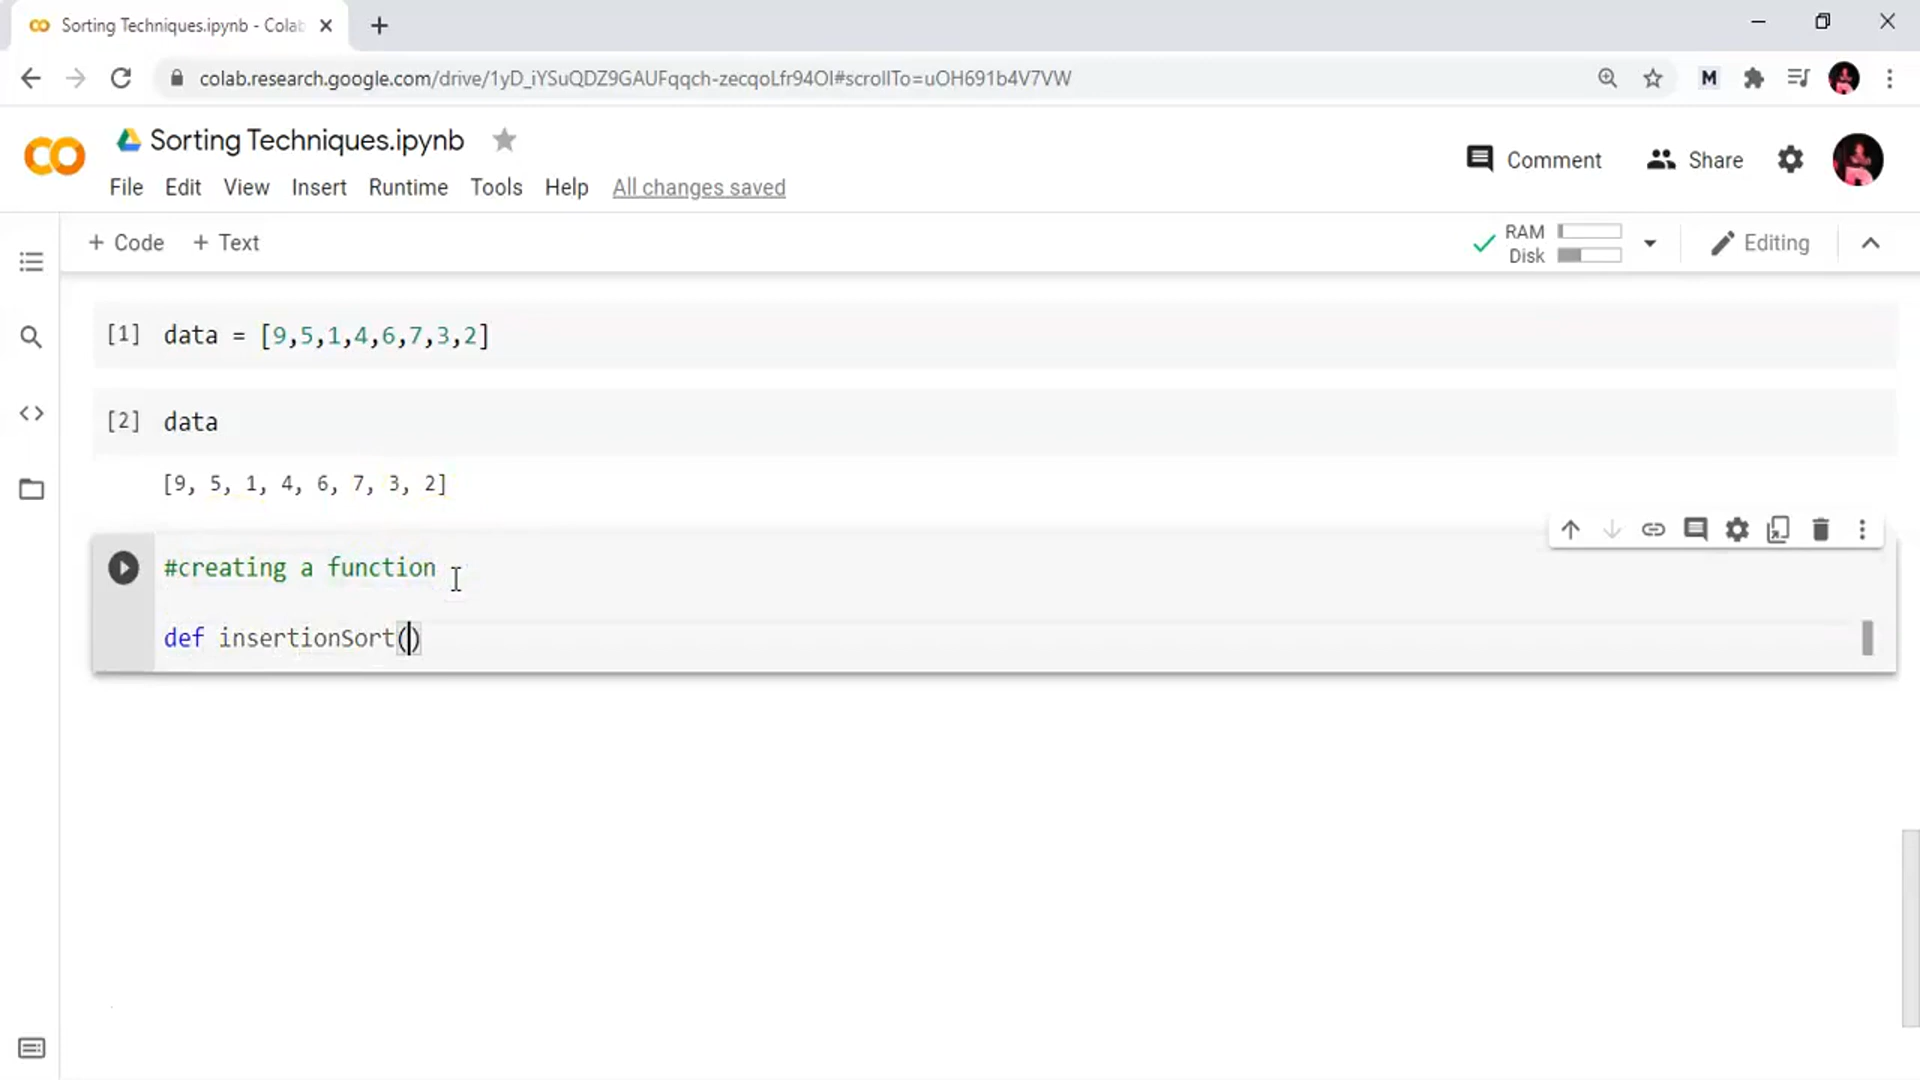 Sorting Techniques.ipynb - Colab
colab.research.google.com/drive/1yD_iYSuQDZ9GAUFqqch-zecqoLfr94Ol#scrollTo=uOH691b4V7VW
M
Sorting Techniques.ipynb
Comment
Share
File Edit View Insert Runtime Tools Help All changes saved
+ Code + Text
RAM
Disk
Editing
[1] data = [9,5,1,4,6,7,3,2]
[2] data
[9, 5, 1, 4, 6, 7, 3, 2]
#creating a function
def insertionSort()